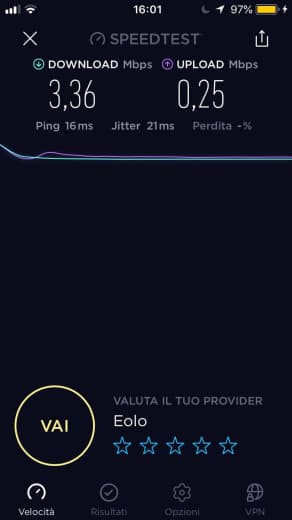 16:01
97%
SPEEDTEST
DOWNLOAD Mbps UPLOAD Mbps
3,36 0,25
Ping 16 ms Jitter 21 ms Perdita -%
VALUTA IL TUO PROVIDER
VAI
Eolo
Velocità Risultati Opzioni VPN